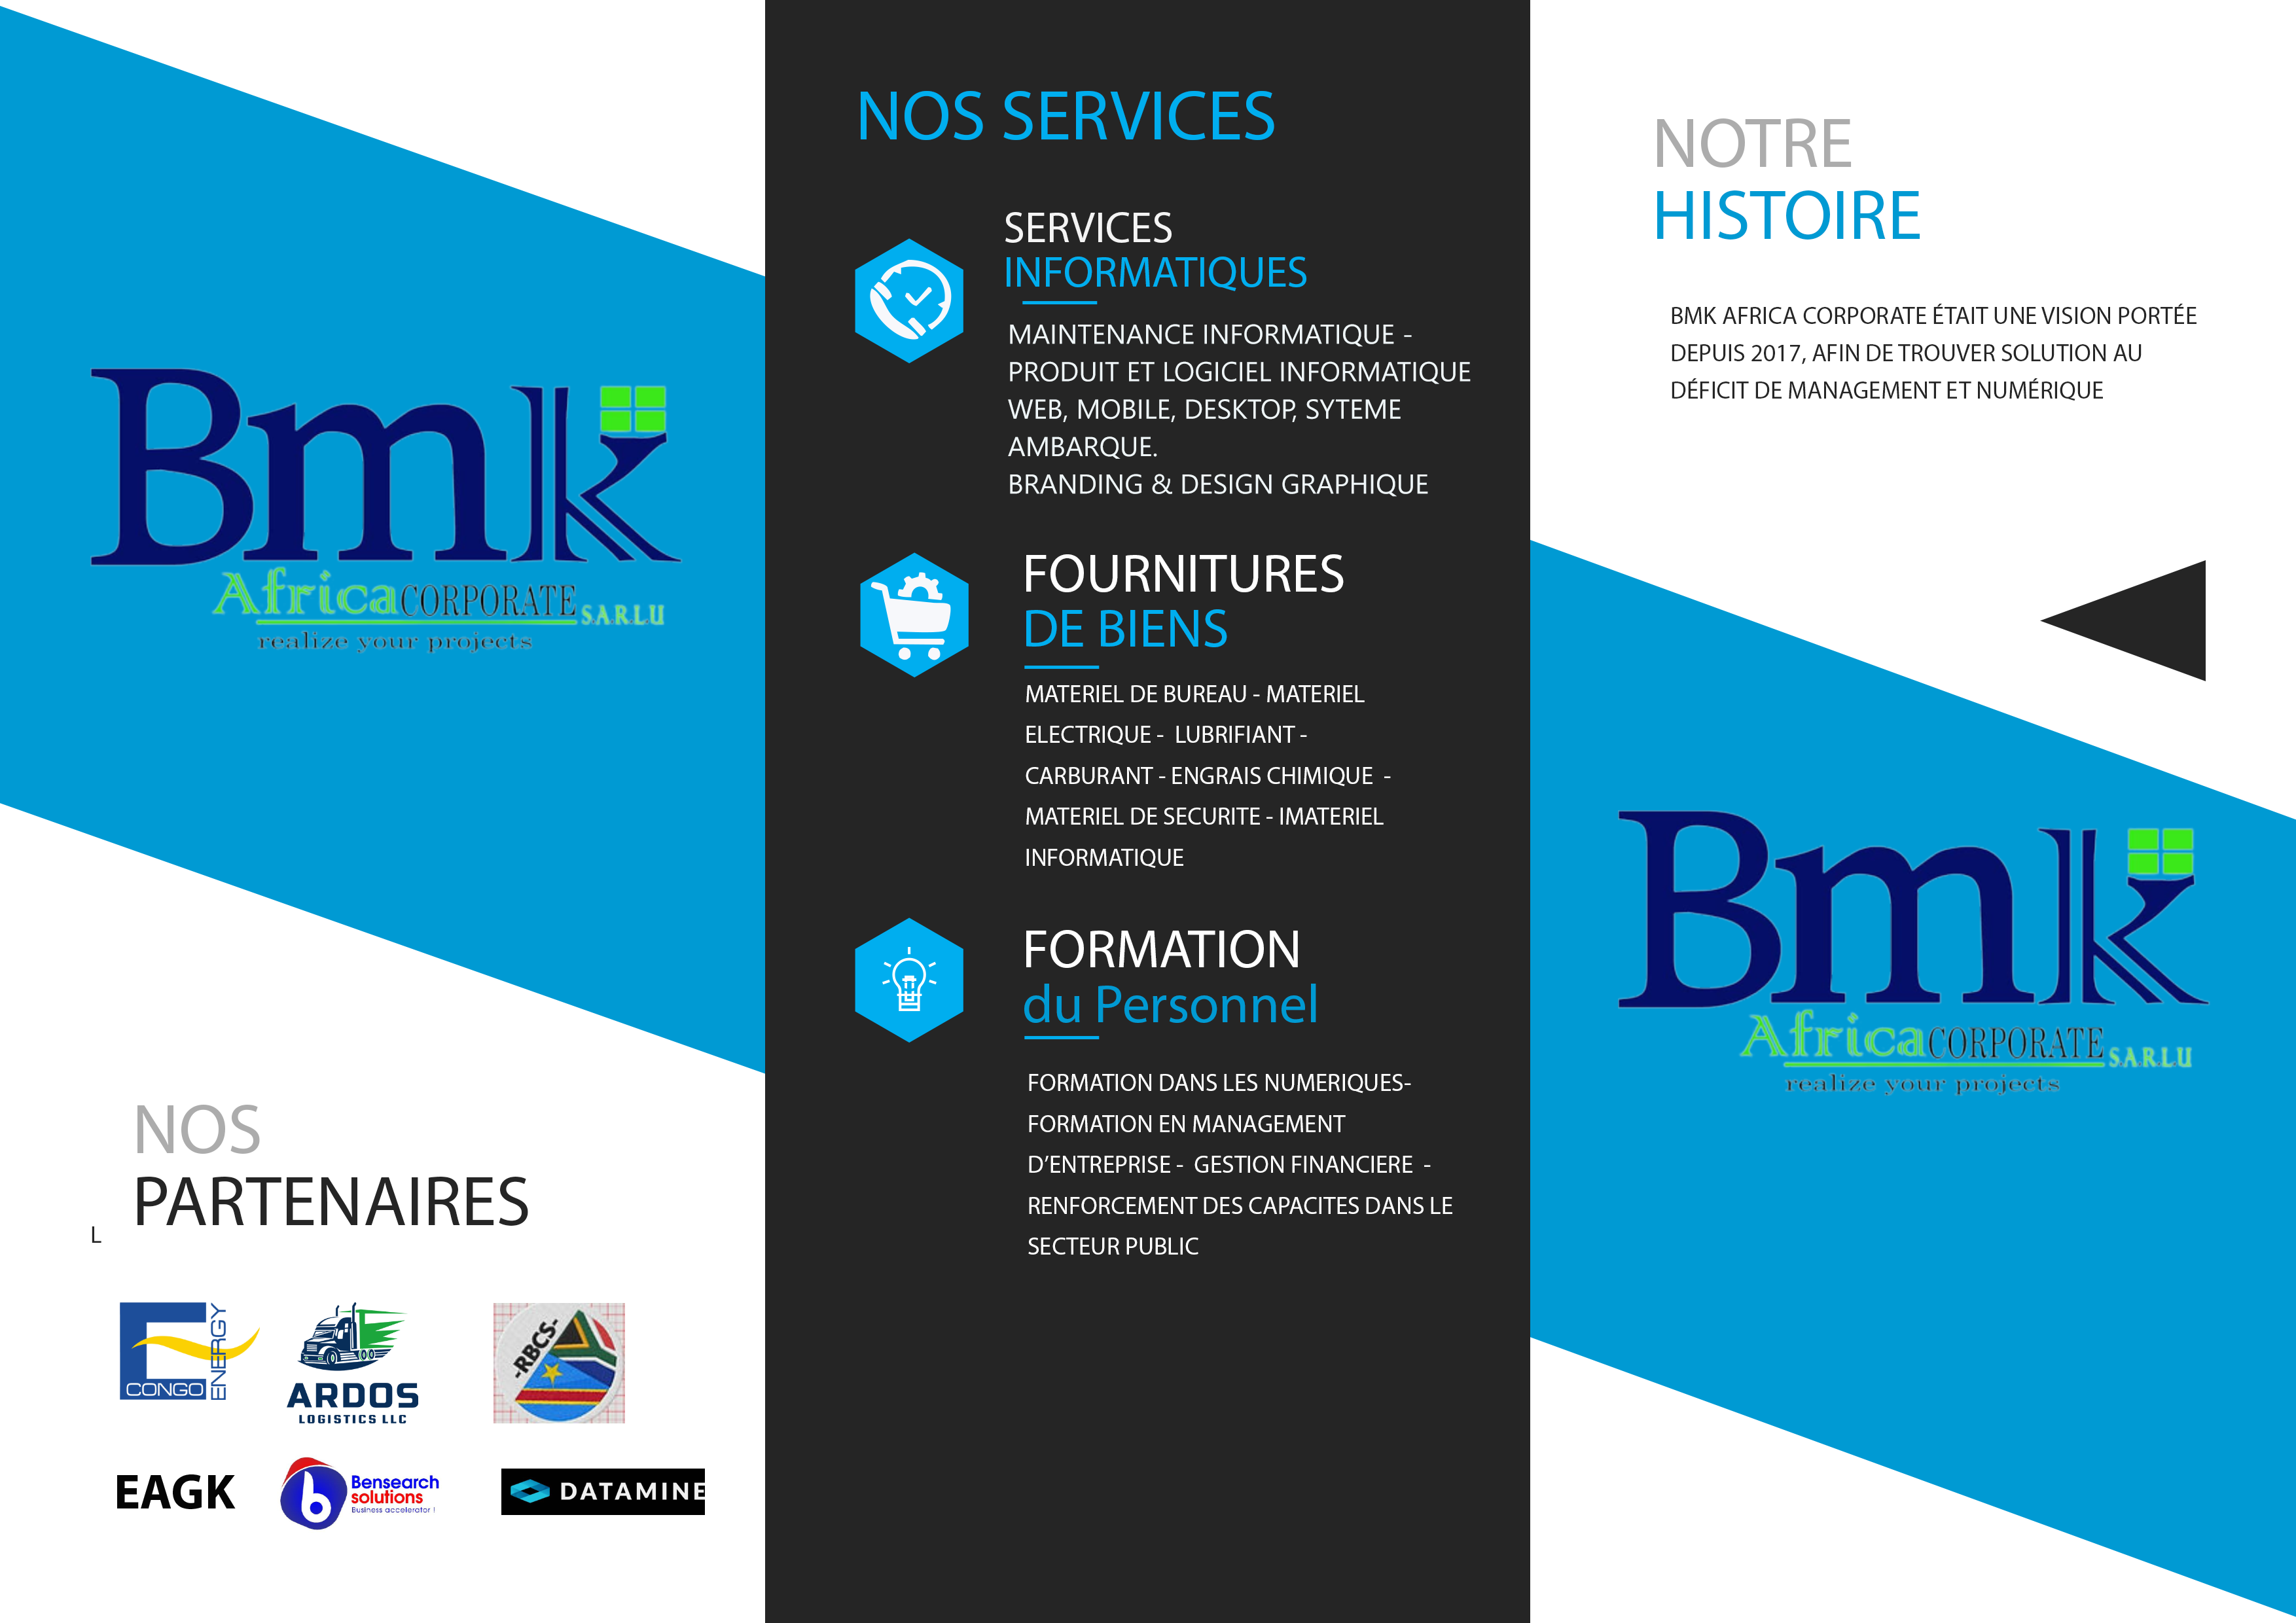 Bmk
Africa CORPORATE S.A.R.L.U
realize your projects
NOS
PARTENAIRES
L
CONGO ENERGY
ARDOS
LOGISTICS LLC
-RBCS-
EAGK
Bensearch
solutions
Business accelerator !
DATAMINE
NOS SERVICES
SERVICES
INFORMATIQUES
MAINTENANCE INFORMATIQUE -
PRODUIT ET LOGICIEL INFORMATIQUE
WEB, MOBILE, DESKTOP, SYTEME
AMBARQUE.
BRANDING & DESIGN GRAPHIQUE
FOURNITURES
DE BIENS
MATERIEL DE BUREAU - MATERIEL
ELECTRIQUE - LUBRIFIANT -
CARBURANT - ENGRAIS CHIMIQUE -
MATERIEL DE SECURITE - IMATERIEL
INFORMATIQUE
FORMATION
du Personnel
FORMATION DANS LES NUMERIQUES-
FORMATION EN MANAGEMENT
D’ENTREPRISE - GESTION FINANCIERE -
RENFORCEMENT DES CAPACITES DANS LE
SECTEUR PUBLIC
NOTRE
HISTOIRE
BMK AFRICA CORPORATE ÉTAIT UNE VISION PORTÉE
DEPUIS 2017, AFIN DE TROUVER SOLUTION AU
DÉFICIT DE MANAGEMENT ET NUMÉRIQUE
Bmk
Africa CORPORATE S.A.R.L.U
realize your projects